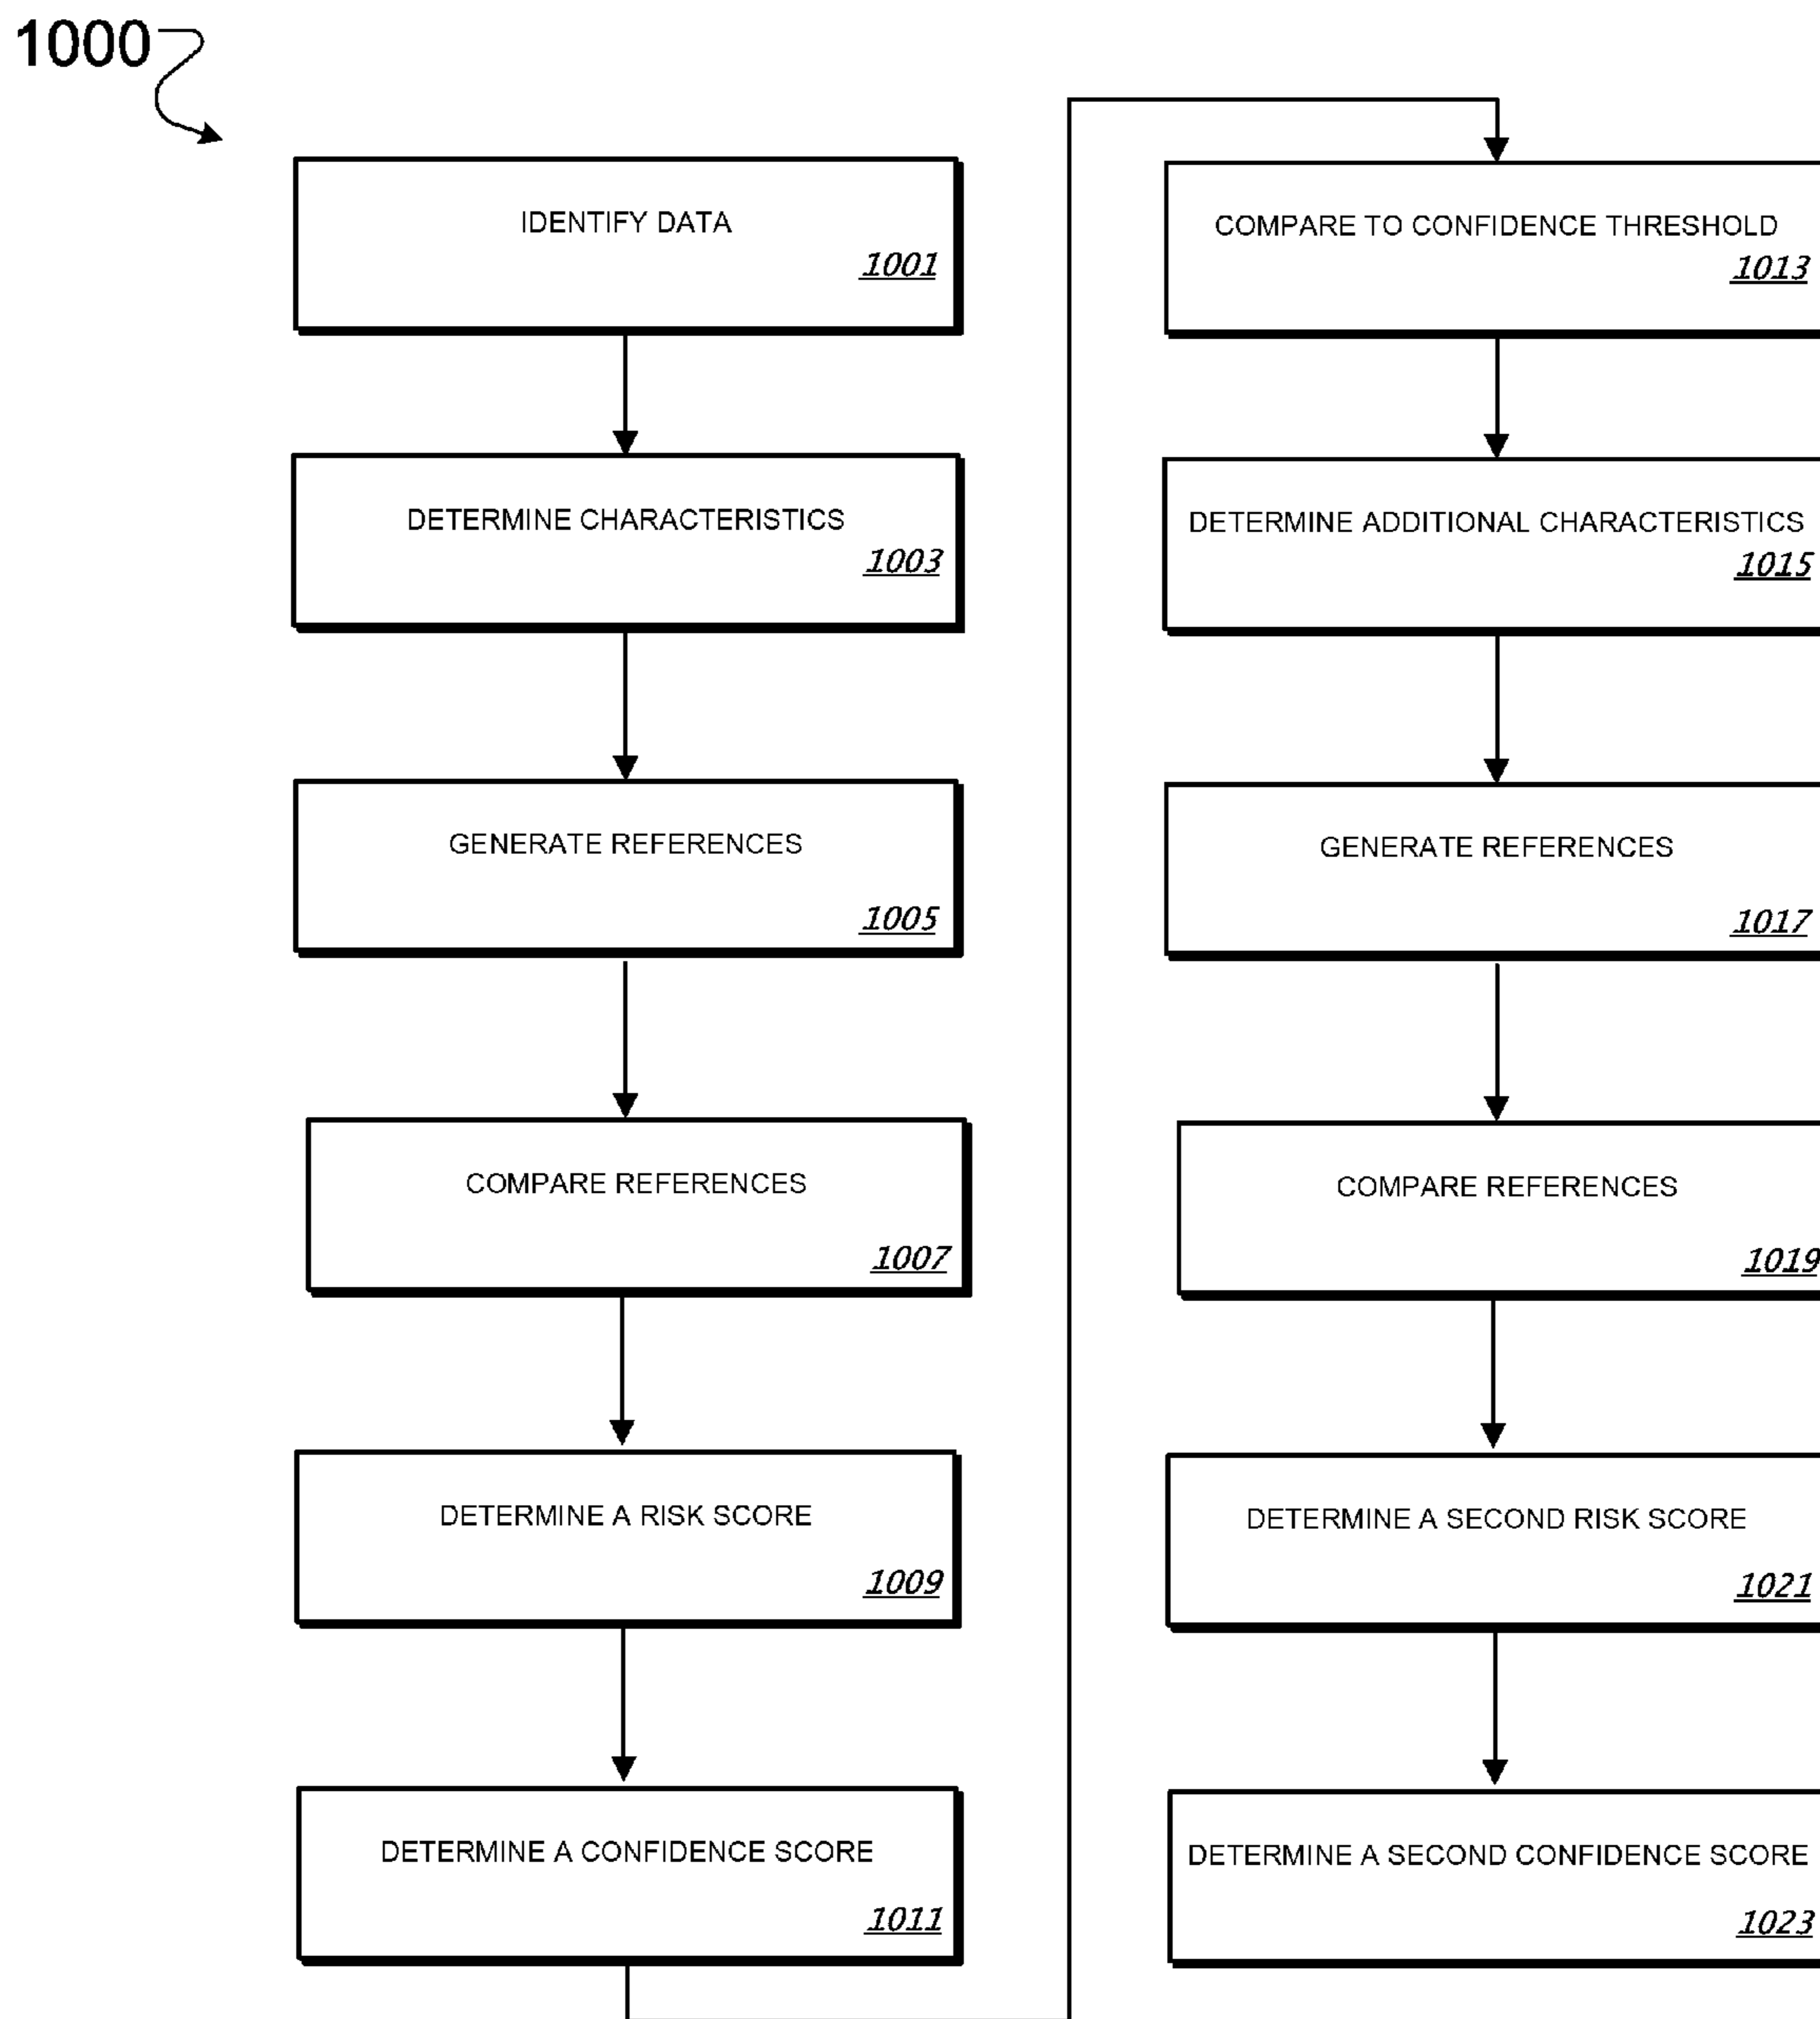 1000
IDENTIFY DATA
1001
DETERMINE CHARACTERISTICS
1003
GENERATE REFERENCES
1005
COMPARE REFERENCES
1007
DETERMINE A RISK SCORE
1009
DETERMINE A CONFIDENCE SCORE
1011
COMPARE TO CONFIDENCE THRESHOLD
1013
DETERMINE ADDITIONAL CHARACTERISTICS
1015
GENERATE REFERENCES
1017
COMPARE REFERENCES
1019
DETERMINE A SECOND RISK SCORE
1021
DETERMINE A SECOND CONFIDENCE SCORE
1023